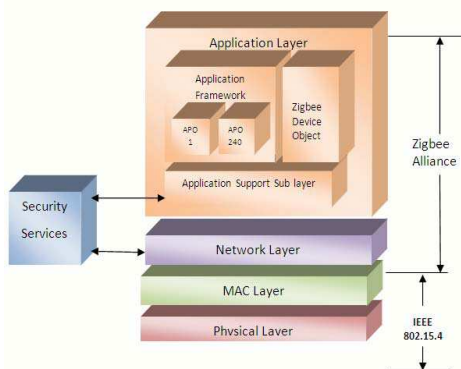 Application Layer
Application
Framework
APO
1
APO
240
Zigbee
Device
Object
Application Support Sub layer
Zigbee
Alliance
Security
Services
Network Layer
MAC Layer
Physical Layer
IEEE
802.15.4